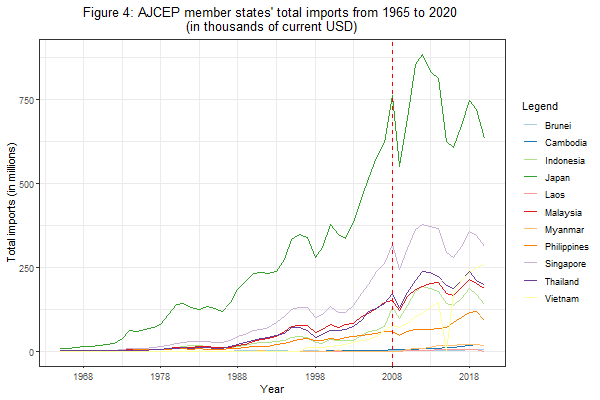 Figure 4: AJCEP member states' total imports from 1965 to 2020
(in thousands of current USD)
Total imports (in millions)
750
500
250
0
1968 1978 1988 1998 2008 2018
Year
Legend
Brunei
Cambodia
Indonesia
Japan
Laos
Malaysia
Myanmar
Philippines
Singapore
Thailand
Vietnam